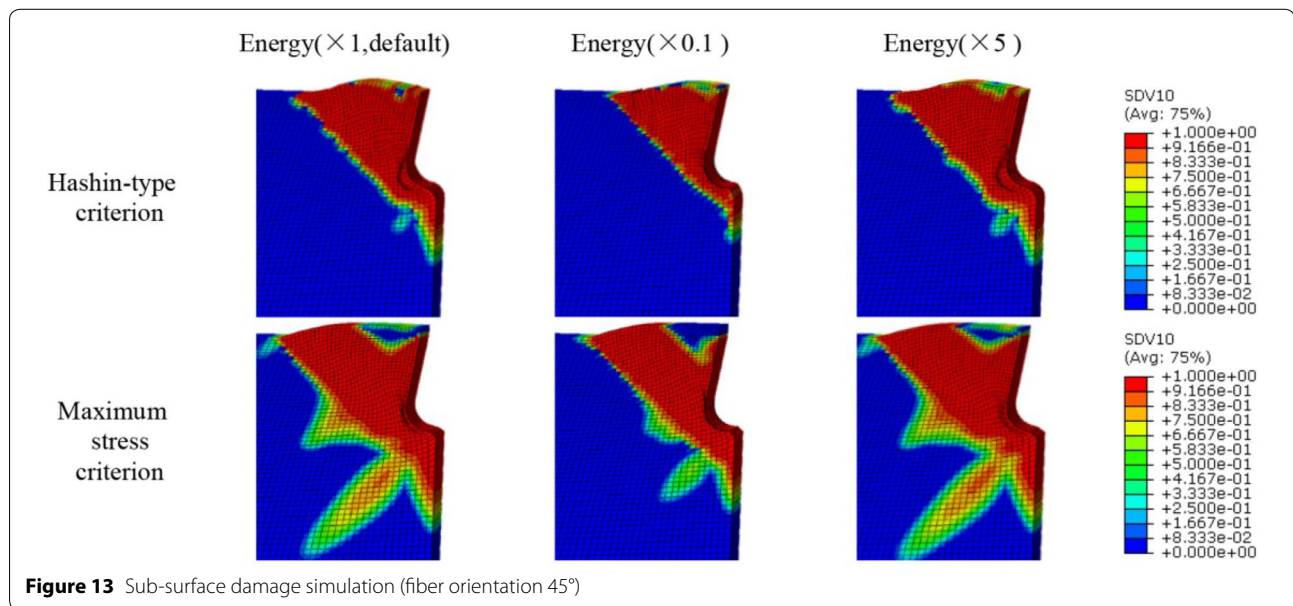 Energy(×1,default) Energy(×0.1 ) Energy(×5 )
Hashin-type
criterion
SDV10
(Avg: 75%)
+1.000e+00
+9.166e-01
+8.333e-01
+7.500e-01
+6.667e-01
+5.833e-01
+5.000e-01
+4.167e-01
+3.333e-01
+2.500e-01
+1.667e-01
+8.333e-02
+0.000e+00
Maximum
stress
criterion
SDV10
(Avg: 75%)
+1.000e+00
+9.166e-01
+8.333e-01
+7.500e-01
+6.667e-01
+5.833e-01
+5.000e-01
+4.167e-01
+3.333e-01
+2.500e-01
+1.667e-01
+8.333e-02
+0.000e+00
Figure 13 Sub-surface damage simulation (fiber orientation 45°)